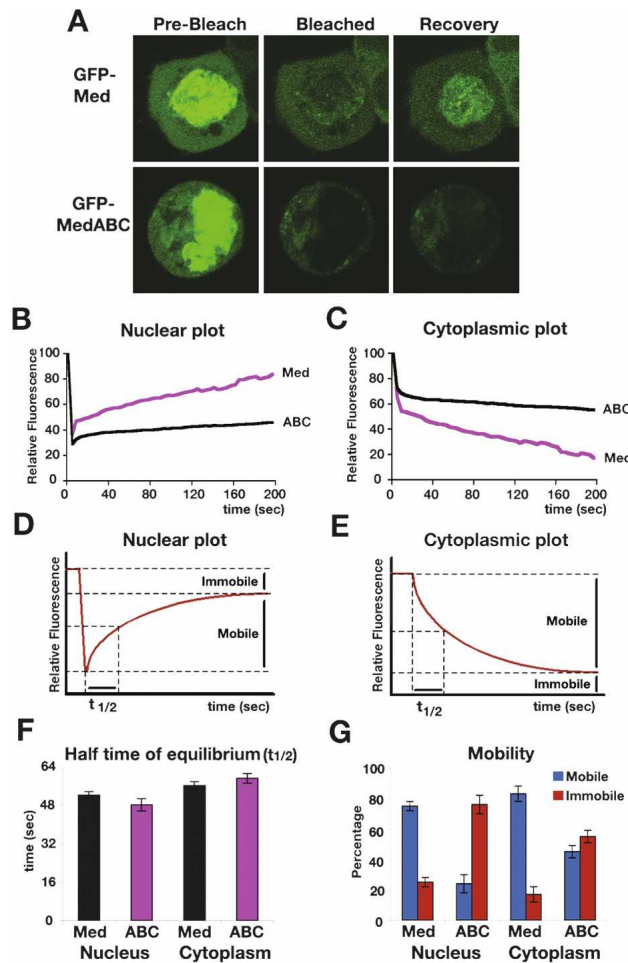 A
Pre-Bleach Bleached Recovery
GFP-
Med
GFP-
MedABC
B
Nuclear plot
Relative Fluorescence
100
80
60
40
20
0
Med
ABC
0 40 80 120 160 200
time (sec)
C
Cytoplasmic plot
Relative Fluorescence
100
80
60
40
20
0
ABC
Med
0 40 80 120 160 200
time (sec)
D
Nuclear plot
Relative Fluorescence
Immobile
Mobile
t 1/2
time (sec)
E
Cytoplasmic plot
Relative Fluorescence
Mobile
Immobile
t1/2
time (sec)
F
Half time of equilibrium (t1/2)
time (sec)
64
48
32
16
0
Med ABC Med ABC
Nucleus Cytoplasm
G
Mobility
Mobile
Immobile
Percentage
100
80
60
40
20
0
Med ABC Med ABC
Nucleus Cytoplasm